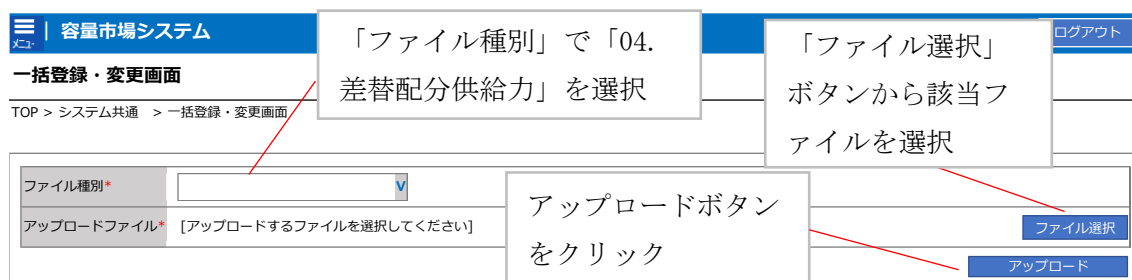 メニュー
容量市場システム
ログアウト
一括登録・変更画面
TOP > システム共通 > 一括登録・変更画面
「ファイル種別」で「04.
差替配分供給力」を選択
「ファイル選択」
ボタンから該当フ
ァイルを選択
ファイル種別*
V
アップロードファイル* [アップロードするファイルを選択してください]
ファイル選択
アップロードボタン
をクリック
アップロード